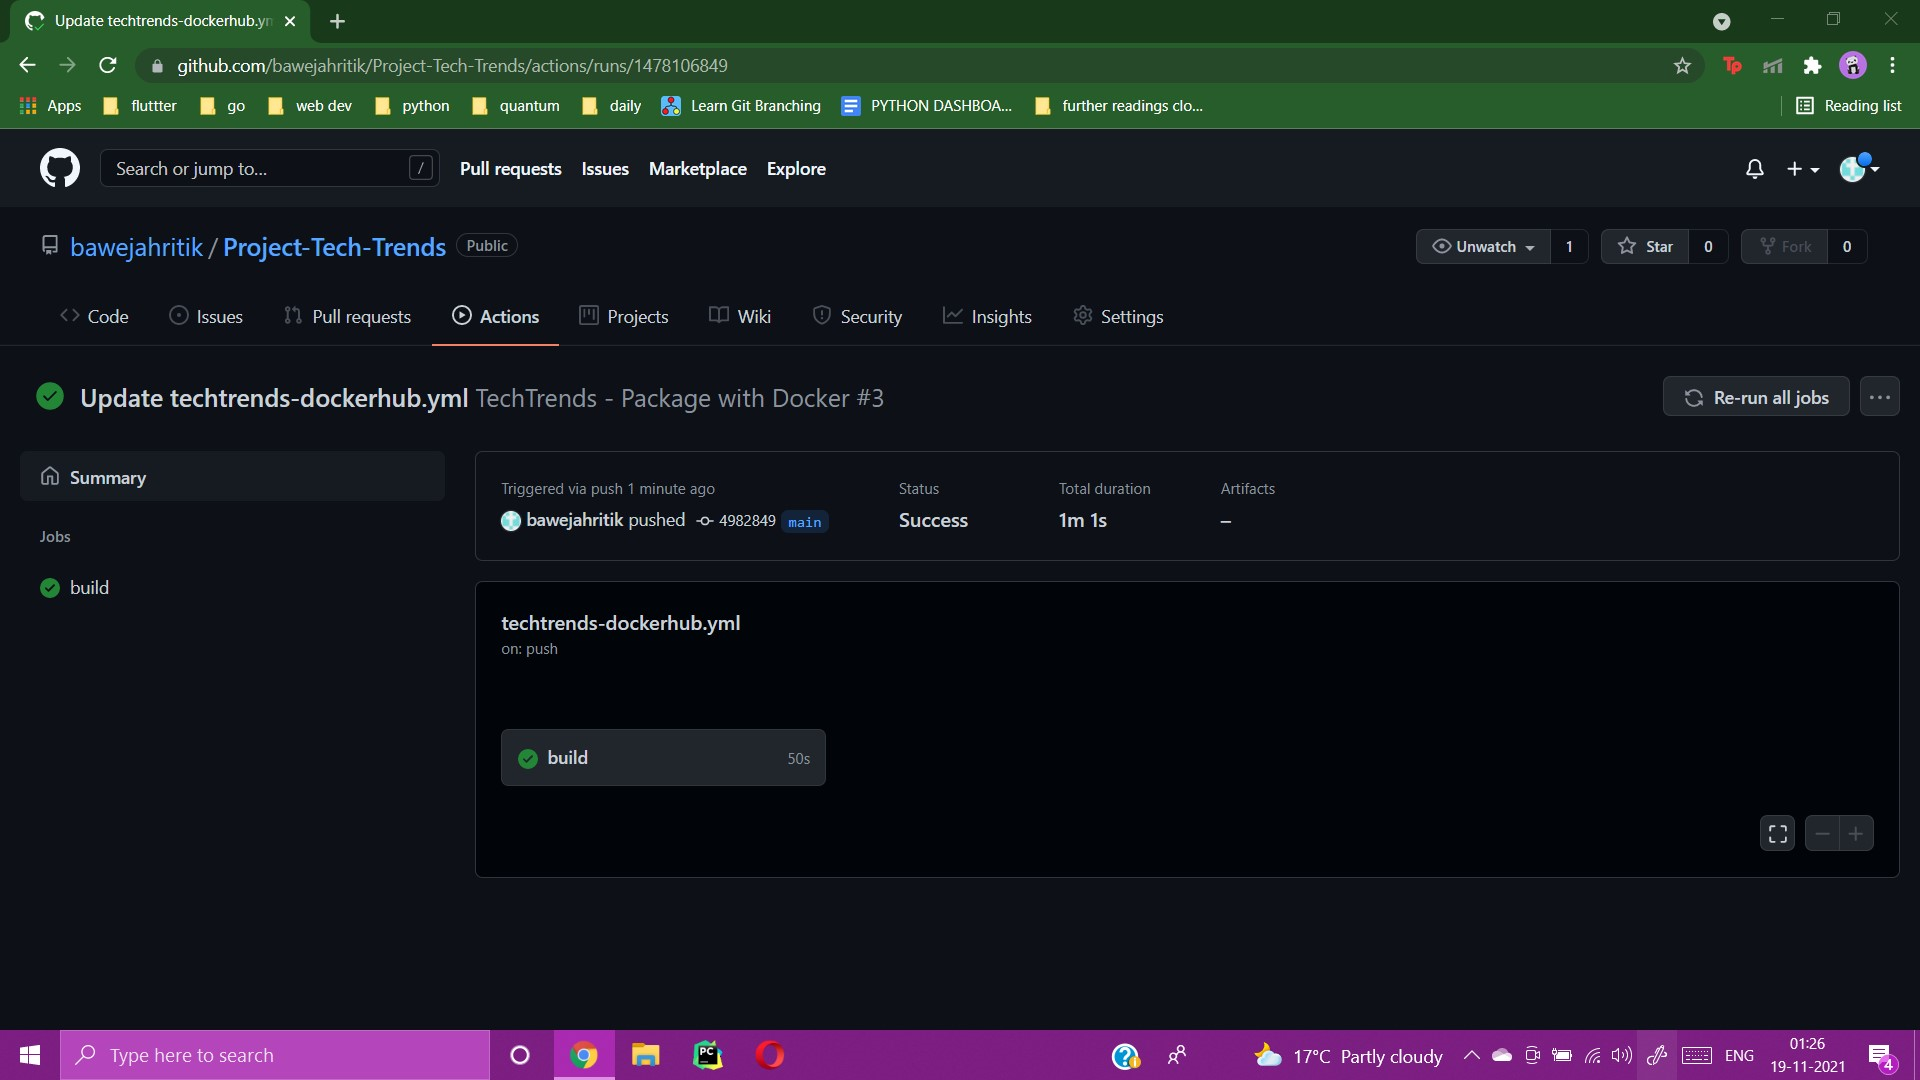 Update techtrends-dockerhub.yn
github.com/bawejahritik/Project-Tech-Trends/actions/runs/1478106849
Tp
Apps fluttter go web dev python quantum daily Learn Git Branching PYTHON DASHBOA... further readings clo... Reading list
Search or jump to... / Pull requests Issues Marketplace Explore
bawejahritik / Project-Tech-Trends Public Unwatch 1 Star 0 Fork 0
Code Issues Pull requests Actions Projects Wiki Security Insights Settings
Update techtrends-dockerhub.yml TechTrends - Package with Docker #3 Re-run all jobs
Summary
Jobs
build
Triggered via push 1 minute ago Status Total duration Artifacts
bawejahritik pushed 4982849 main Success 1m 1s –
techtrends-dockerhub.yml
on: push
build 50s
Type here to search PC 17°C Partly cloudy ENG 01:26
19-11-2021 4